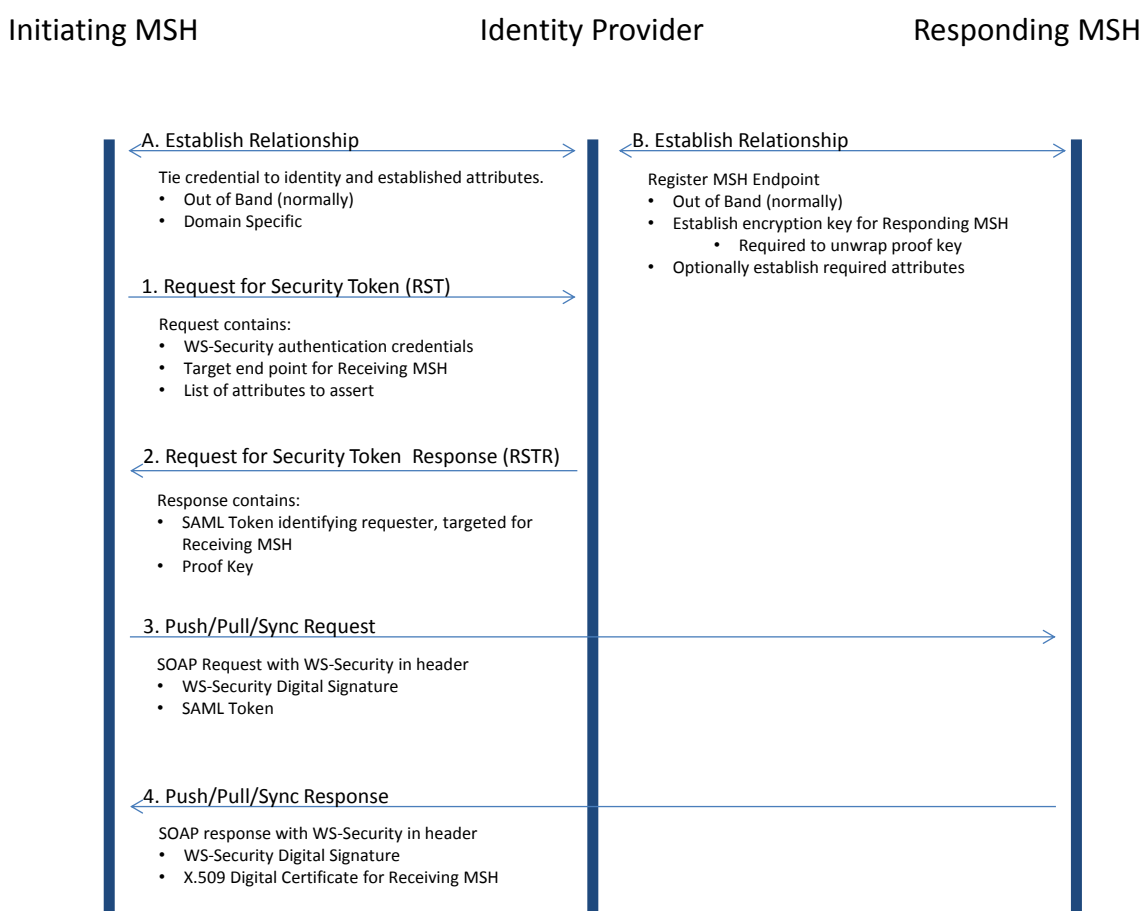 Initiating MSH
Identity Provider
Responding MSH
A. Establish Relationship
Tie credential to identity and established attributes.
• Out of Band (normally)
• Domain Specific
B. Establish Relationship
Register MSH Endpoint
• Out of Band (normally)
• Establish encryption key for Responding MSH
• Required to unwrap proof key
• Optionally establish required attributes
1. Request for Security Token (RST)
Request contains:
• WS-Security authentication credentials
• Target end point for Receiving MSH
• List of attributes to assert
2. Request for Security Token Response (RSTR)
Response contains:
• SAML Token identifying requester, targeted for
Receiving MSH
• Proof Key
3. Push/Pull/Sync Request
SOAP Request with WS-Security in header
• WS-Security Digital Signature
• SAML Token
4. Push/Pull/Sync Response
SOAP response with WS-Security in header
• WS-Security Digital Signature
• X.509 Digital Certificate for Receiving MSH